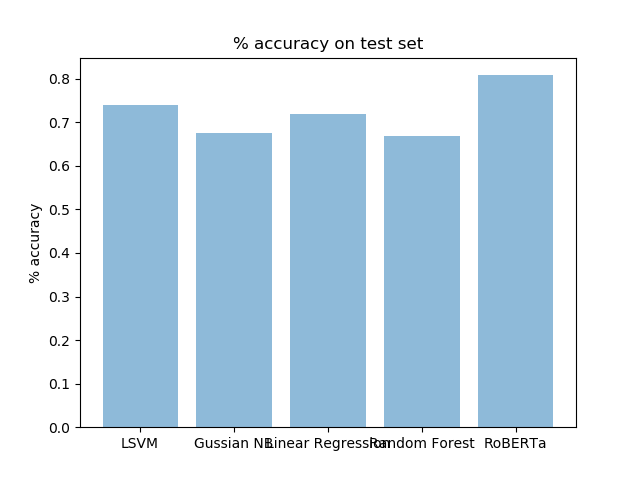 % accuracy on test set
% accuracy
0.8
0.7
0.6
0.5
0.4
0.3
0.2
0.1
0.0
LSVM
Gussian NB
Linear Regression
Random Forest
RoBERTa